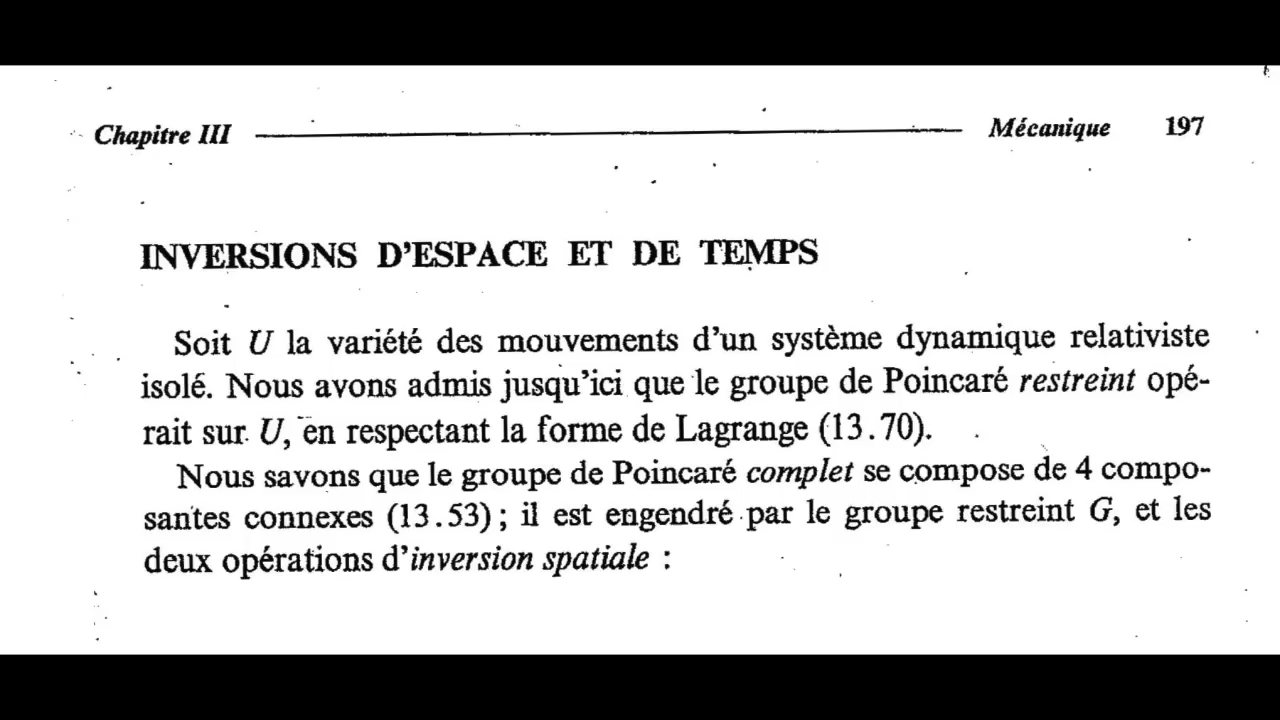 Chapitre III Mécanique 197
INVERSIONS D'ESPACE ET DE TEMPS
Soit U la variété des mouvements d'un système dynamique relativiste
isolé. Nous avons admis jusqu'ici que le groupe de Poincaré restreint opé-
rait sur U, en respectant la forme de Lagrange (13.70).
Nous savons que le groupe de Poincaré complet se compose de 4 compo-
santes connexes (13.53) ; il est engendré par le groupe restreint G, et les
deux opérations d'inversion spatiale :